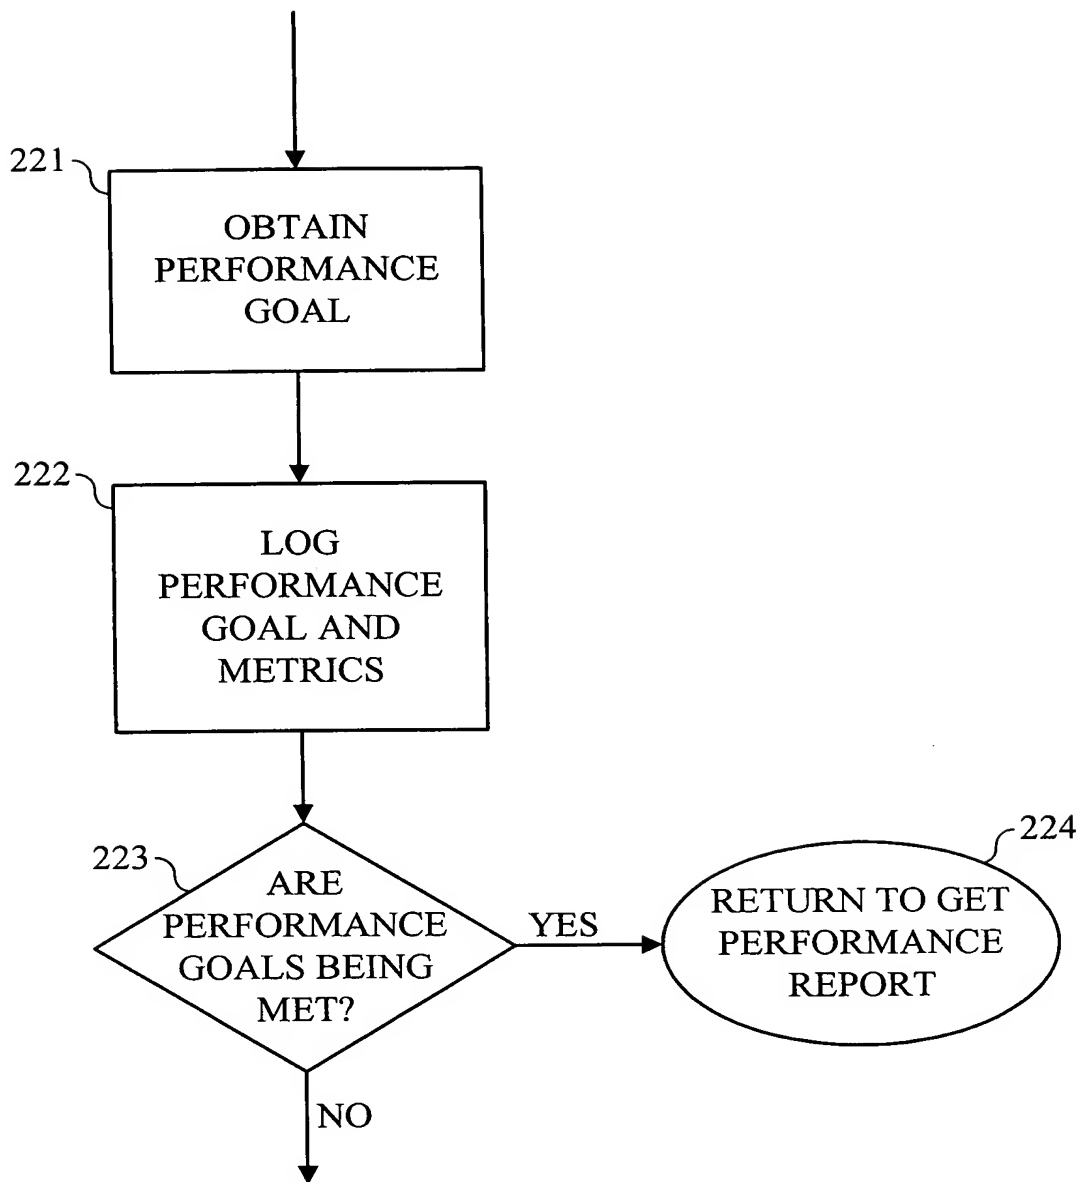 221
OBTAIN
PERFORMANCE
GOAL
222
LOG
PERFORMANCE
GOAL AND
METRICS
223
ARE
PERFORMANCE
GOALS BEING
MET?
YES
224
RETURN TO GET
PERFORMANCE
REPORT
NO